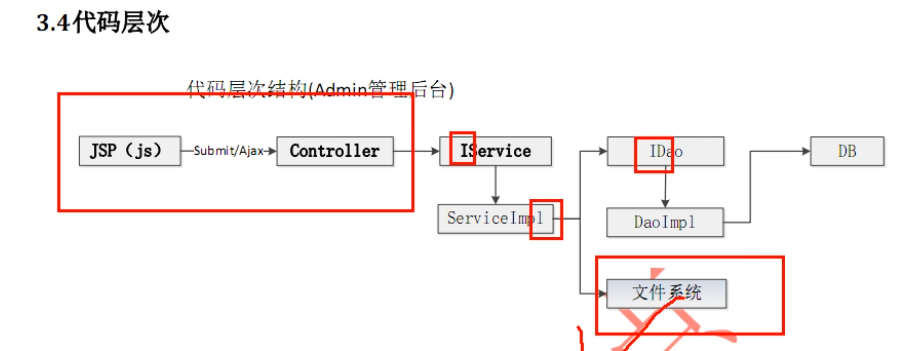 3.4代码层次
代码层次结构(Admin管理后台)
JSP（js）
Submit/Ajax
Controller
IService
IDao
DB
ServiceImpl
DaoImpl
文件系统